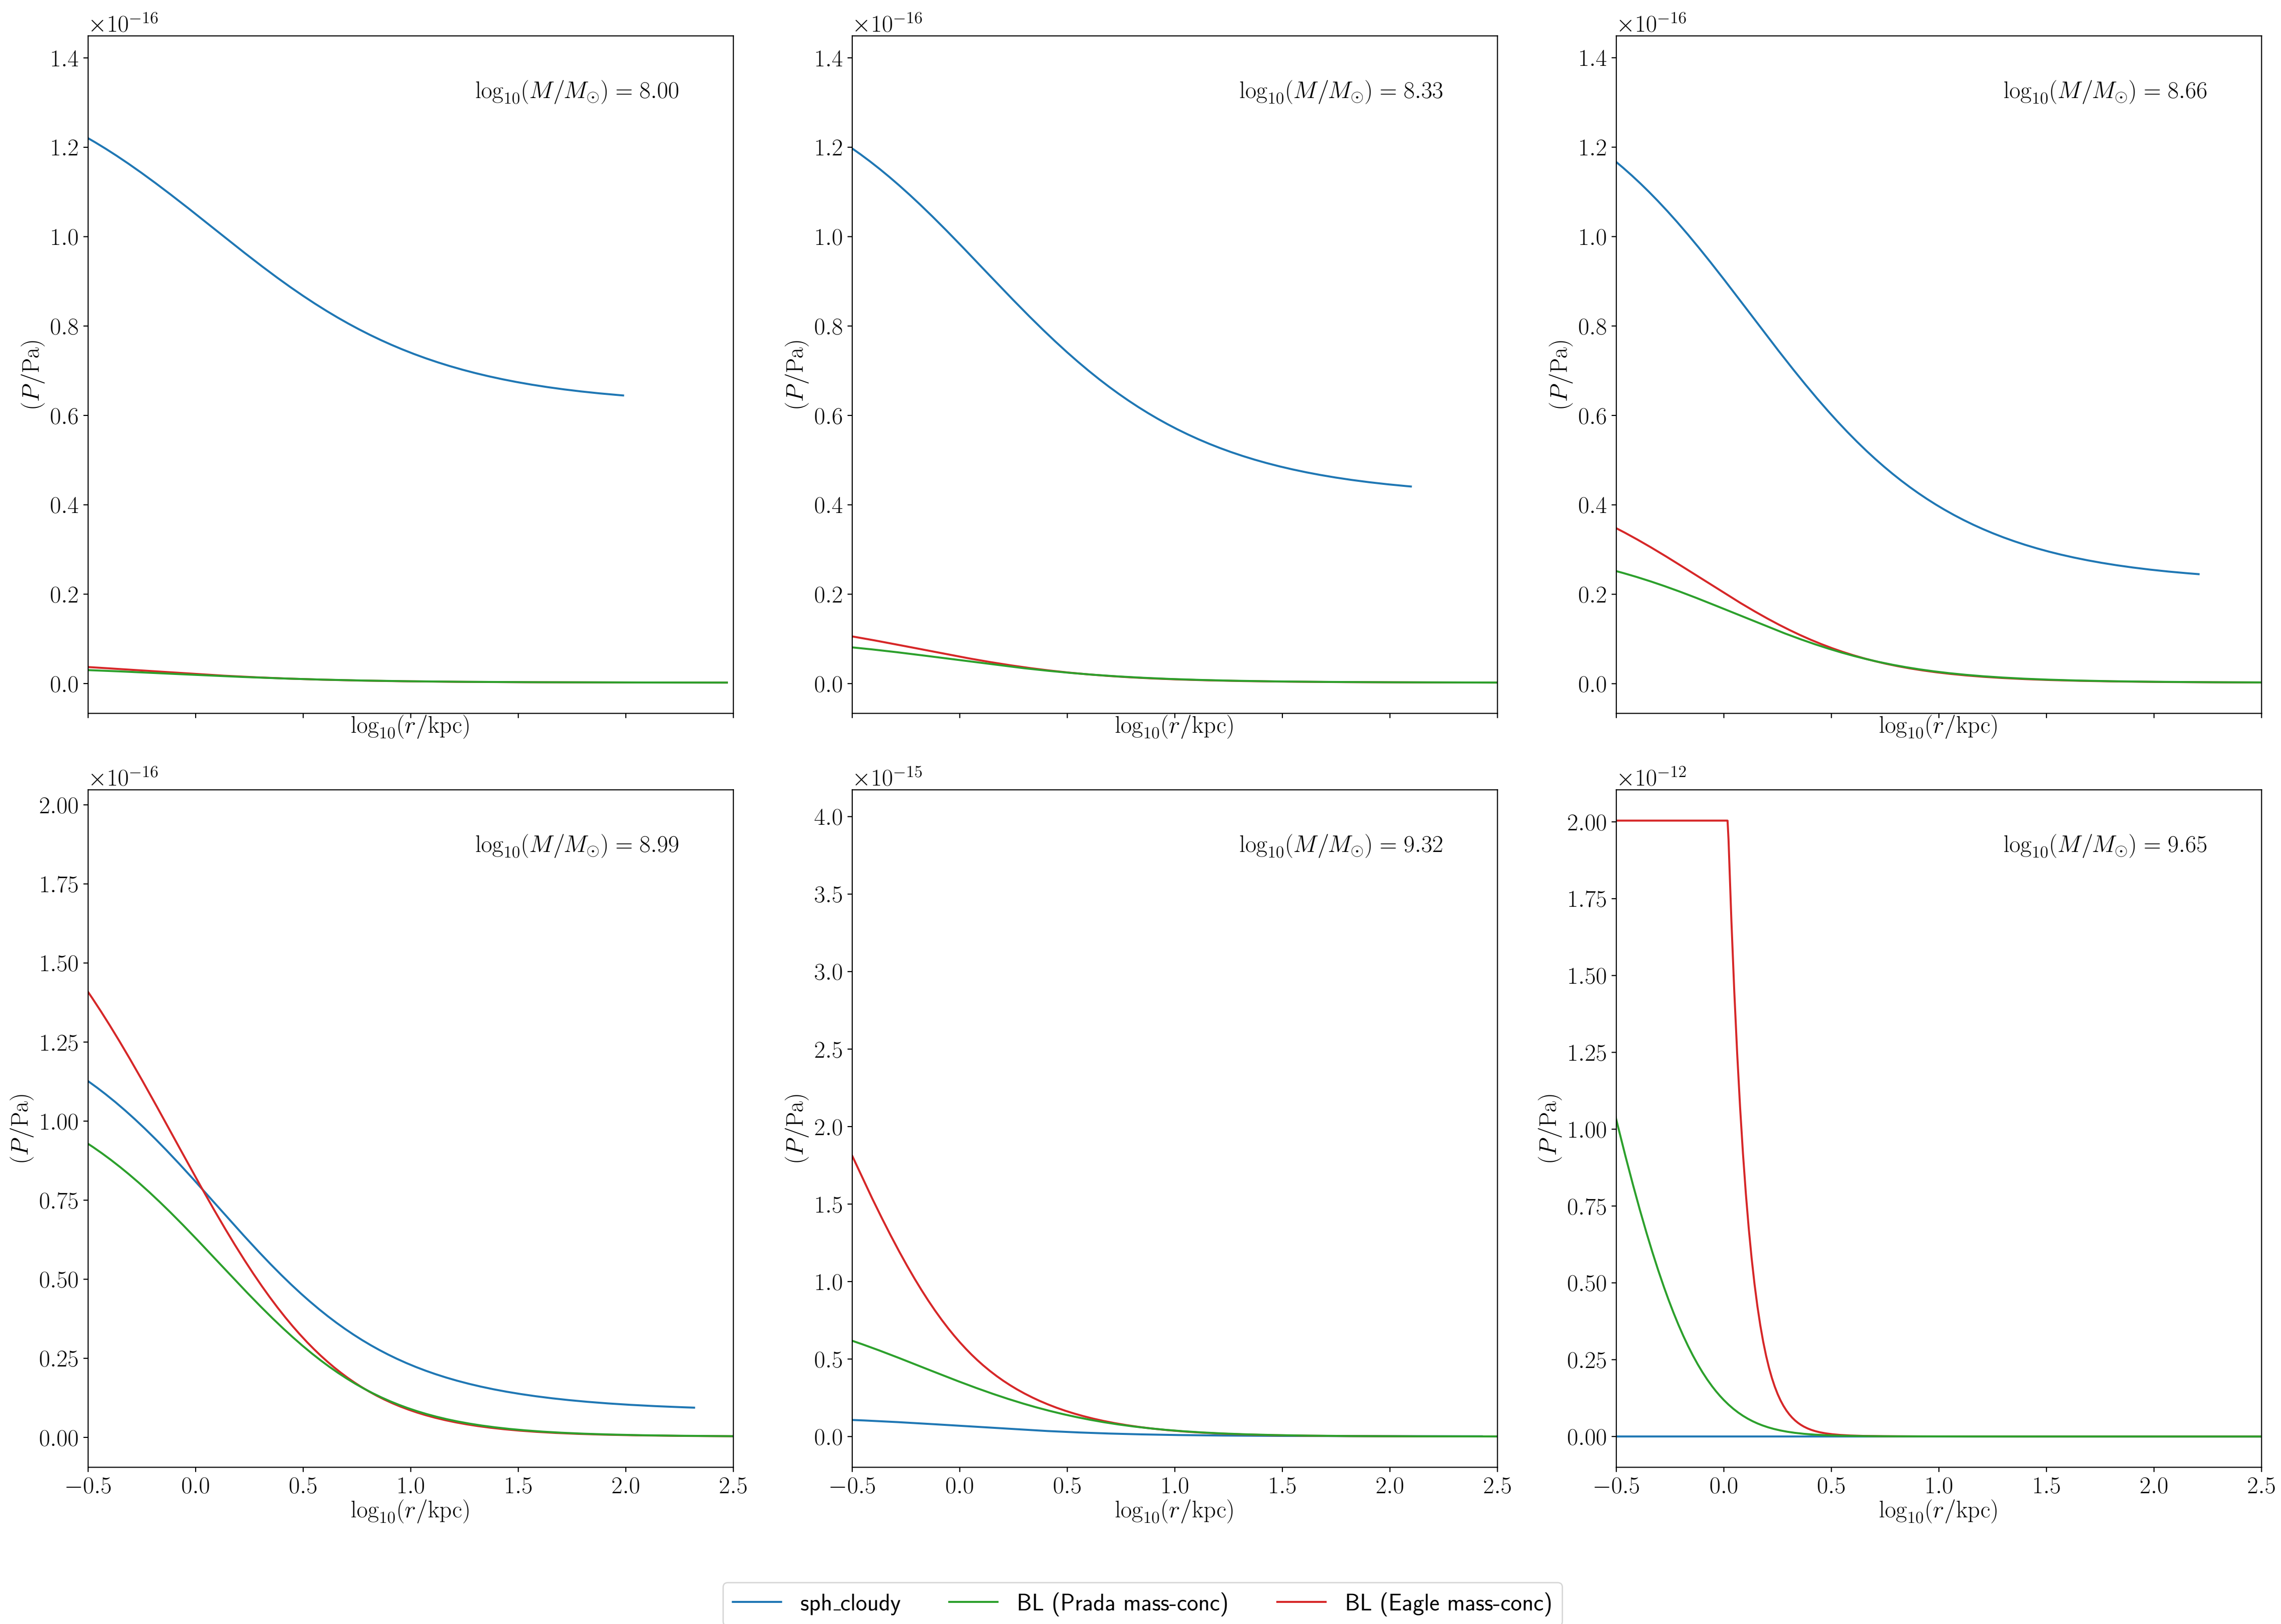 ×10⁻¹⁶ ×10⁻¹⁶ ×10⁻¹⁶
log₁₀(M/M⊙) = 8.00 log₁₀(M/M⊙) = 8.33 log₁₀(M/M⊙) = 8.66
1.4 1.4 1.4
1.2 1.2 1.2
1.0 1.0 1.0
0.8 0.8 0.8
(P/Pa) (P/Pa) (P/Pa)
0.6 0.6 0.6
0.4 0.4 0.4
0.2 0.2 0.2
0.0 0.0 0.0
log₁₀(r/kpc) log₁₀(r/kpc) log₁₀(r/kpc)
×10⁻¹⁶
log₁₀(M/M⊙) = 8.99
2.00
1.75
1.50
1.25
1.00
0.75
0.50
0.25
0.00
(P/Pa)
−0.5 0.0 0.5 1.0 1.5 2.0 2.5
log₁₀(r/kpc)
×10⁻¹⁵
log₁₀(M/M⊙) = 9.32
4.0
3.5
3.0
2.5
2.0
1.5
1.0
0.5
0.0
(P/Pa)
−0.5 0.0 0.5 1.0 1.5 2.0 2.5
log₁₀(r/kpc)
×10⁻¹²
log₁₀(M/M⊙) = 9.65
2.00
1.75
1.50
1.25
1.00
0.75
0.50
0.25
0.00
(P/Pa)
−0.5 0.0 0.5 1.0 1.5 2.0 2.5
log₁₀(r/kpc)
sph_cloudy BL (Prada mass-conc) BL (Eagle mass-conc)